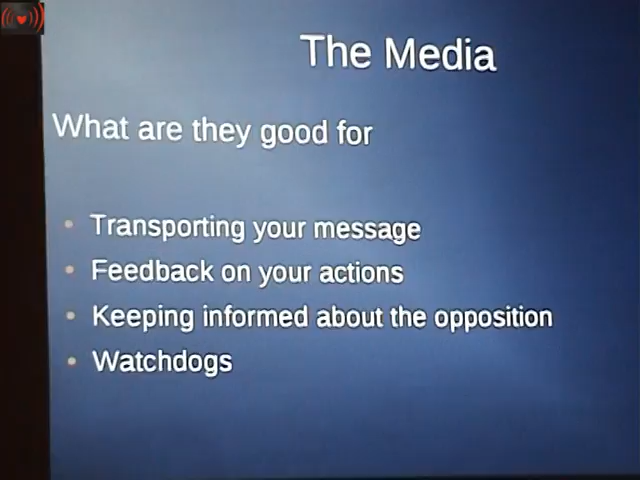 The Media
What are they good for
Transporting your message
Feedback on your actions
Keeping informed about the opposition
Watchdogs